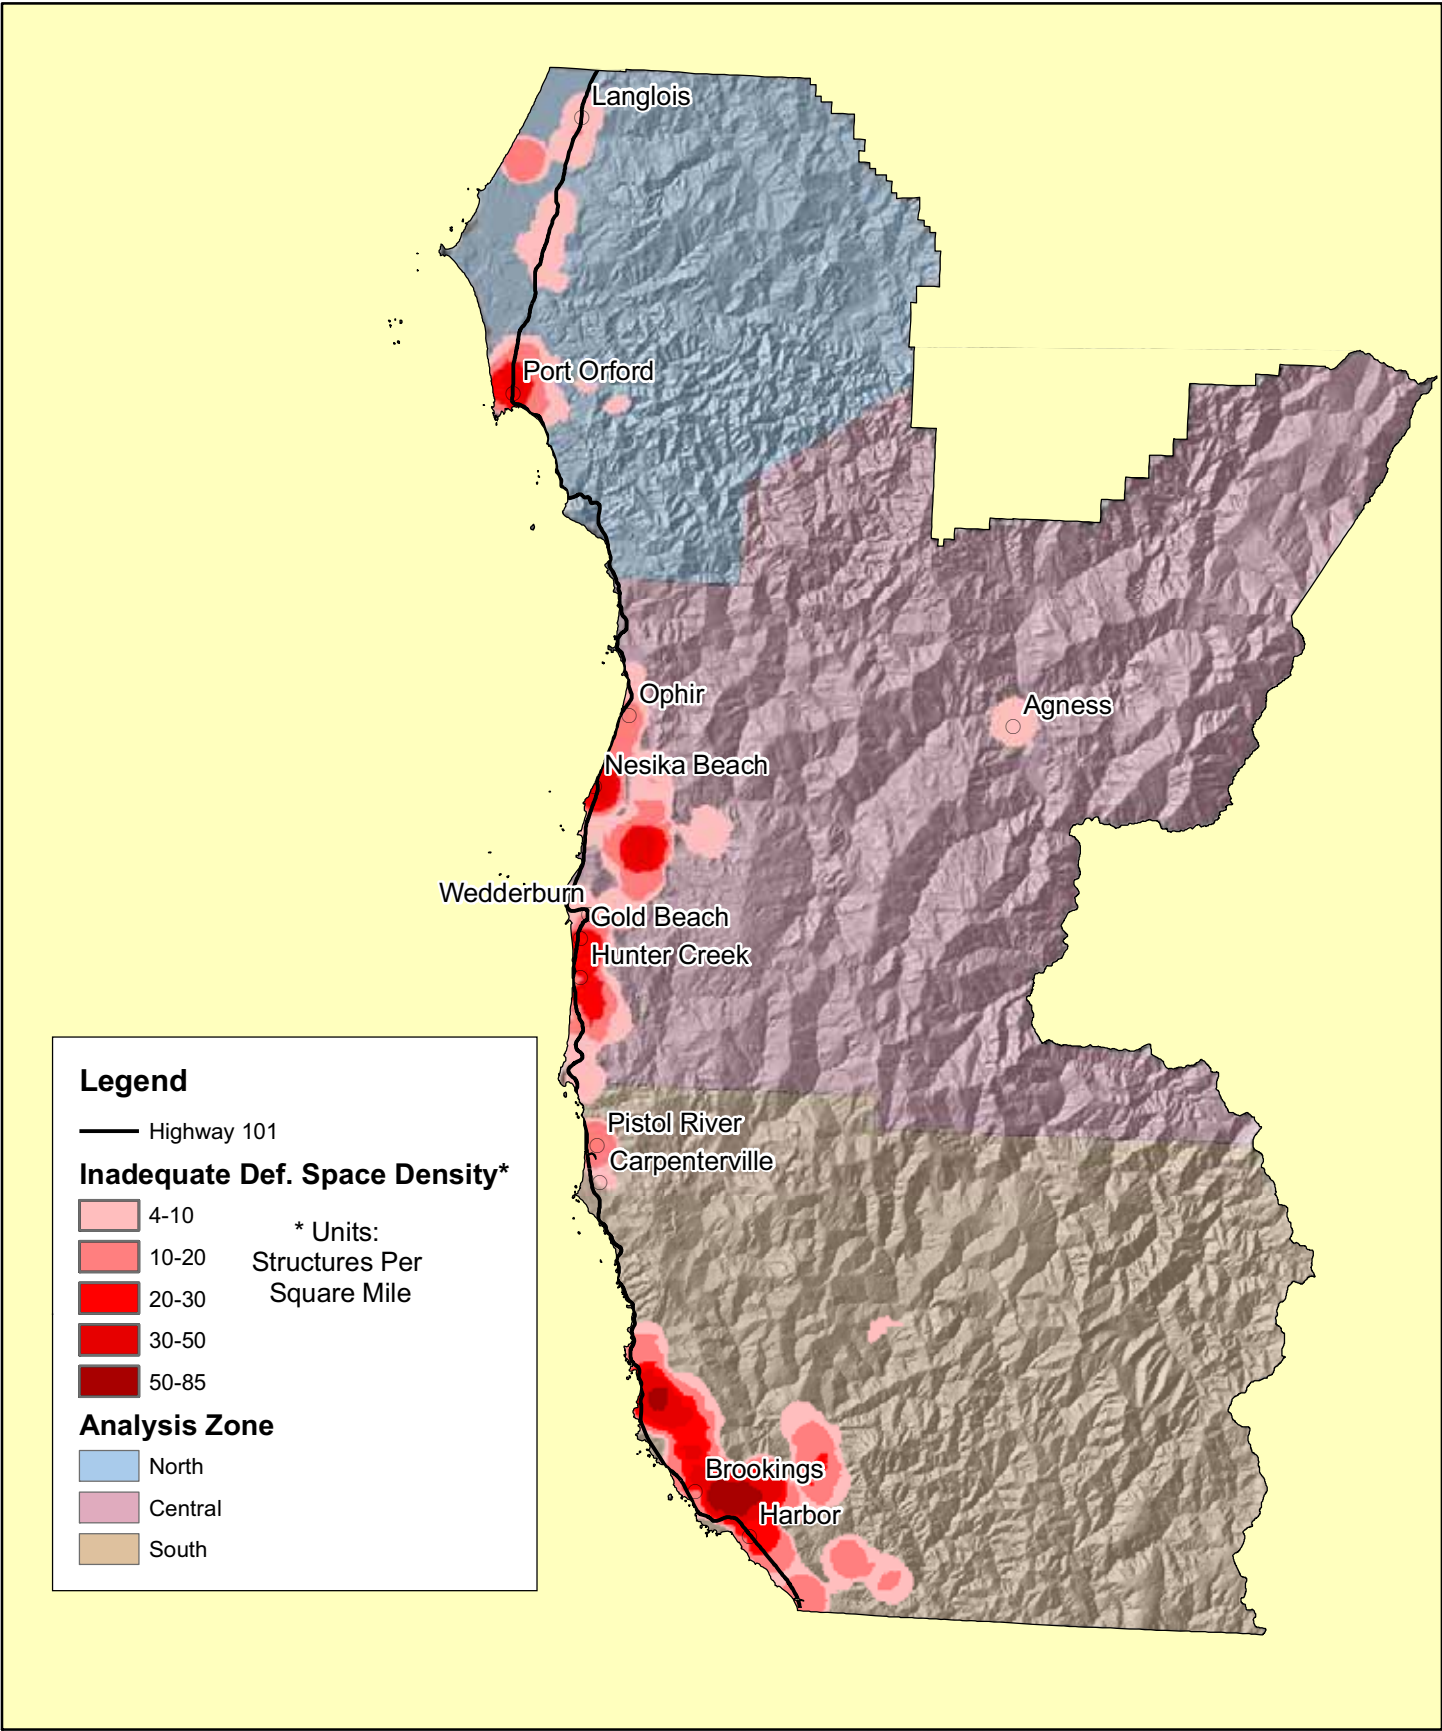 Langlois
Port Orford
Ophir
Agness
Nesika Beach
Wedderburn
Gold Beach
Hunter Creek
Pistol River
Carpenterville
Brookings
Harbor
Legend
Highway 101
Inadequate Def. Space Density*
4-10
10-20
20-30
30-50
50-85
* Units:
Structures Per
Square Mile
Analysis Zone
North
Central
South